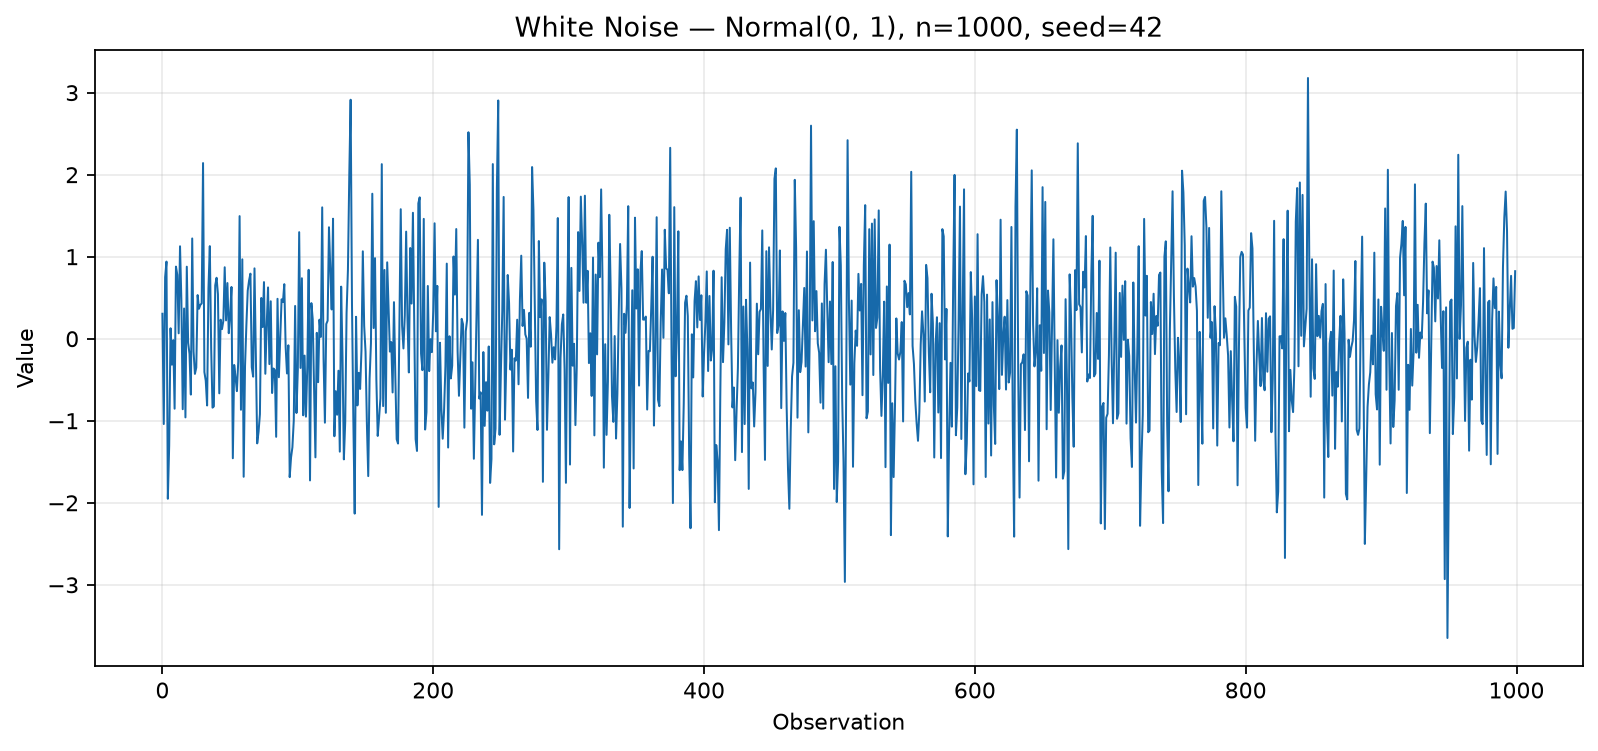 White Noise — Normal(0, 1), n=1000, seed=42
Value
3
2
1
0
−1
−2
−3
0 200 400 600 800 1000
Observation